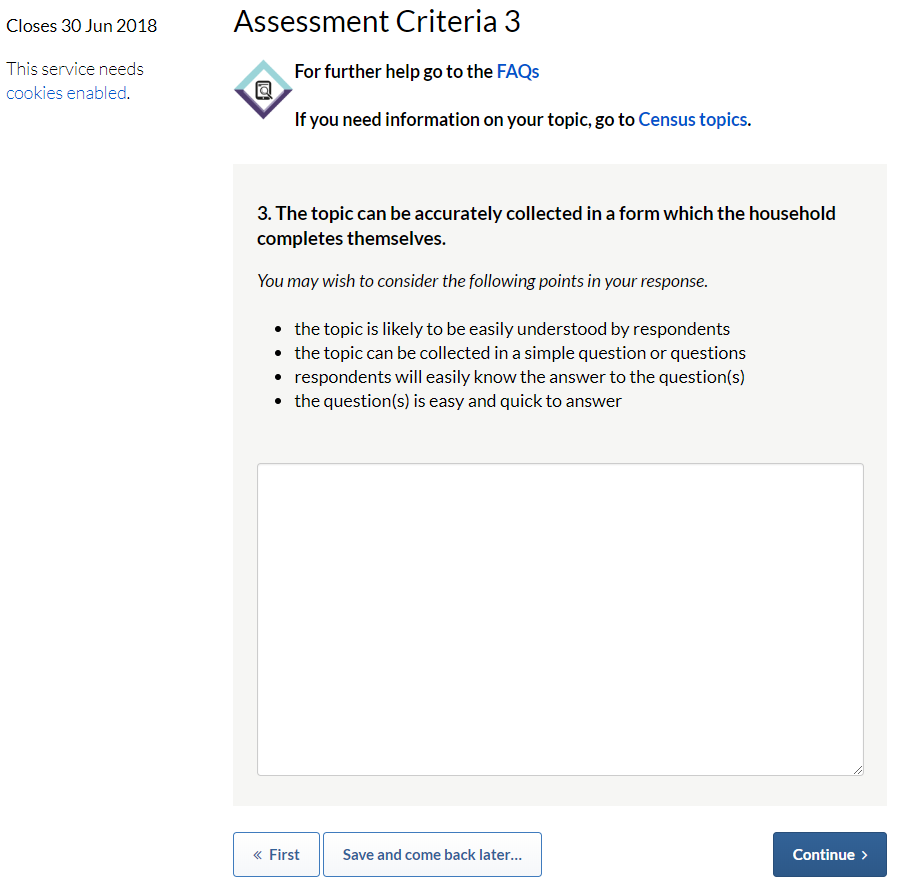 Closes 30 Jun 2018
This service needs
cookies enabled.
Assessment Criteria 3
For further help go to the FAQs
If you need information on your topic, go to Census topics.
3. The topic can be accurately collected in a form which the household
completes themselves.
You may wish to consider the following points in your response.
• the topic is likely to be easily understood by respondents
• the topic can be collected in a simple question or questions
• respondents will easily know the answer to the question(s)
• the question(s) is easy and quick to answer
« First
Save and come back later...
Continue >